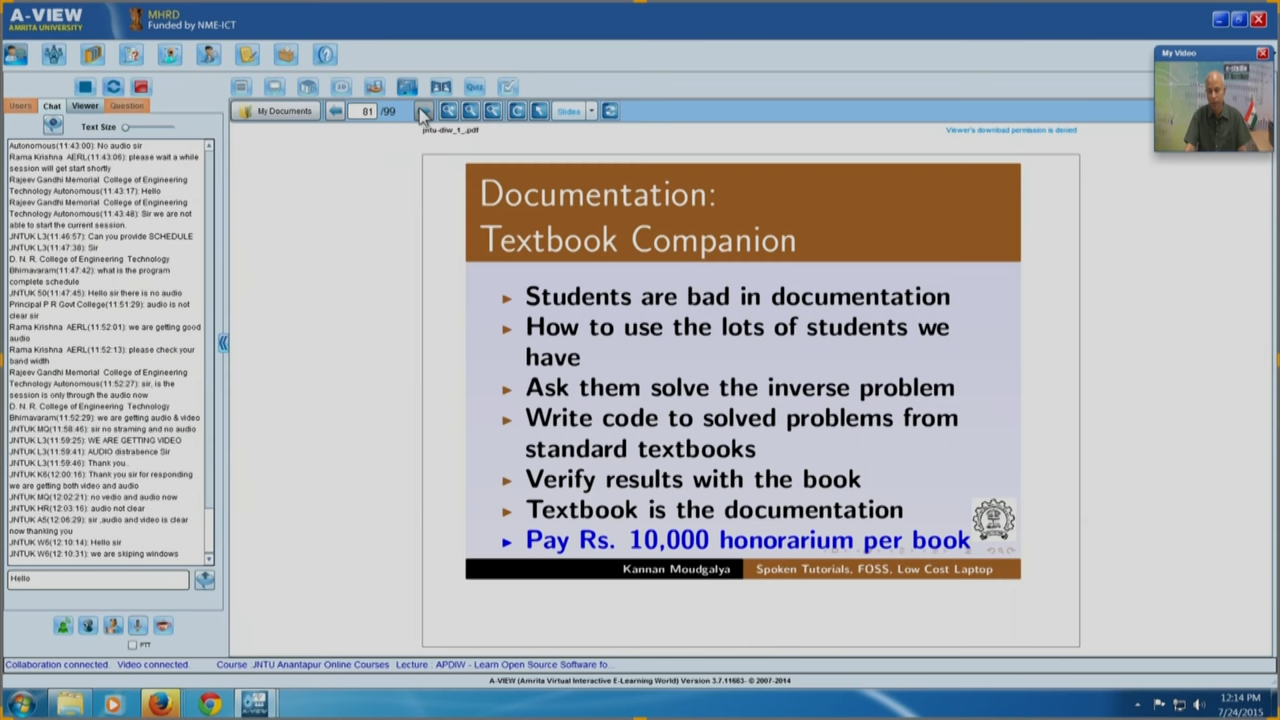 A-VIEW
AMRITA UNIVERSITY
MHRD
Funded by NME-ICT
My Video
Users
Chat
Viewer
Question
Quiz
My Documents
81 /99
Slides
Text Size
jntu-diw_1_.pdf
Viewer's download permission is denied
Autonomous(11:43:00): No audio sir
Rama Krishna AERL(11:43:06): please wait a while
session will get start shortly
Rajeev Gandhi Memorial College of Engineering
Technology Autonomous(11:43:17): Hello
Rajeev Gandhi Memorial College of Engineering
Technology Autonomous(11:43:48): Sir we are not
able to start the current session.
JNTUK L3(11:46:57): Can you provide SCHEDULE
JNTUK L3(11:47:38): Sir
D. N. R. College of Engineering Technology
Bhimavaram(11:47:42): what is the program
complete schedule
JNTUK 50(11:47:45): Hello sir there is no audio
Principal P R Govt College(11:51:29): audio is not
clear sir
Rama Krishna AERL(11:52:01): we are getting good
audio
Rama Krishna AERL(11:52:13): please check your
band width
Rajeev Gandhi Memorial College of Engineering
Technology Autonomous(11:52:27): sir, is the
session is only through the audio now
D. N. R. College of Engineering Technology
Bhimavaram(11:52:29): we are getting audio & video
JNTUK MQ(11:58:46): sir no straming and no audio
JNTUK L3(11:59:25): WE ARE GETTING VIDEO
JNTUK L3(11:59:41): AUDIO distrabence Sir
JNTUK L3(11:59:46): Thank you.
JNTUK K6(12:00:16): Thank you sir for responding
we are getting both video and audio
JNTUK MQ(12:02:21): no vedio and audio now
JNTUK HR(12:03:16): audio not clear
JNTUK A5(12:06:29): sir ,audio and video is clear
now thanking you
JNTUK W6(12:10:14): Hello sir
JNTUK W6(12:10:31): we are skiping windows
Hello
PTT
Documentation:
Textbook Companion
Students are bad in documentation
How to use the lots of students we
have
Ask them solve the inverse problem
Write code to solved problems from
standard textbooks
Verify results with the book
Textbook is the documentation
Pay Rs. 10,000 honorarium per book
Kannan Moudgalya
Spoken Tutorials, FOSS, Low Cost Laptop
Collaboration connected. Video connected. Course :JNTU Anantapur Online Courses Lecture : APDIW - Learn Open Source Software fo...
A-VIEW (Amrita Virtual Interactive E-Learning World) Version 3.7.11663- © 2007-2014
A-VIEW
12:14 PM
7/24/2015